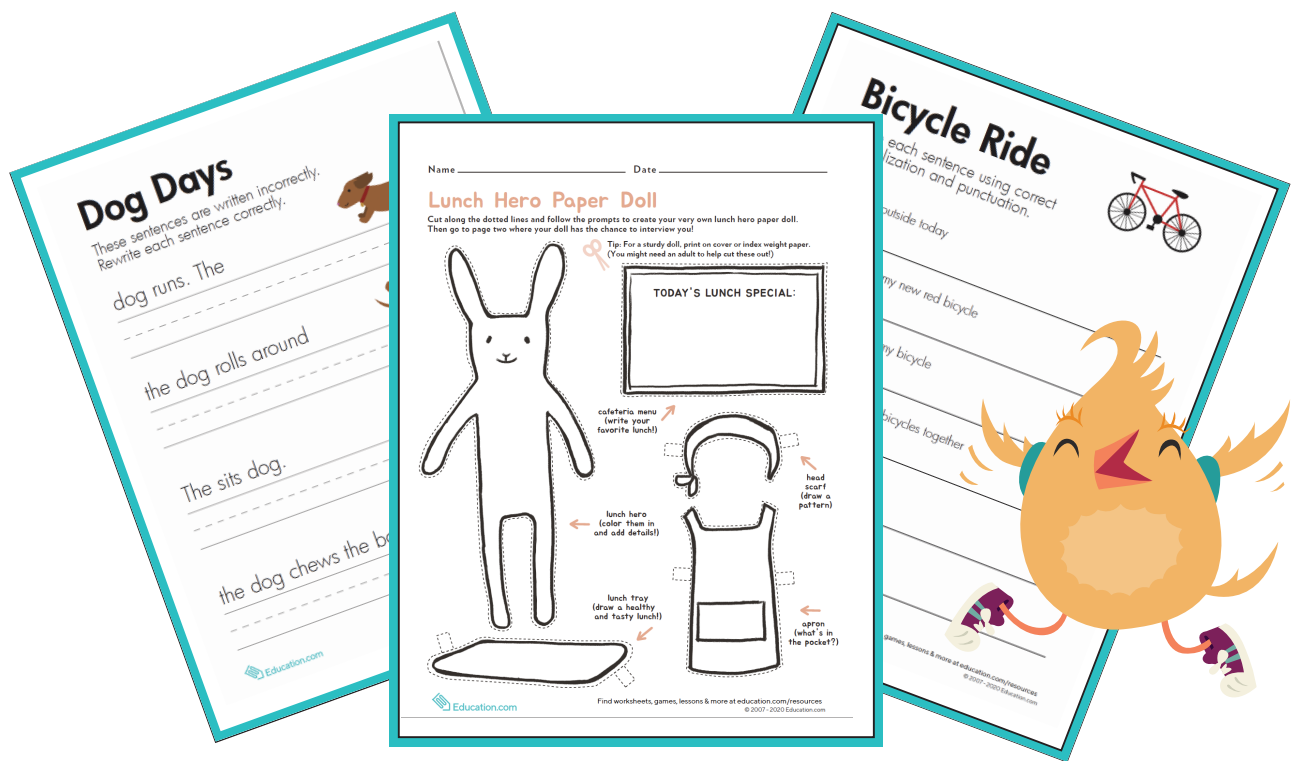 Dog Days
These sentences are written incorrectly.
Rewrite each sentence correctly.
dog runs. The
the dog rolls around
The sits dog.
the dog chews the
Education.com
Name
Date
Lunch Hero Paper Doll
Cut along the dotted lines and follow the prompts to create your very own lunch hero paper doll.
Then go to page two where your doll has the chance to interview you!
Tip: For a sturdy doll, print on cover or index weight paper.
(You might need an adult to help cut these out!)
TODAY'S LUNCH SPECIAL:
cafeteria menu
(write your
favorite lunch!)
head
scarf
(draw a
pattern)
lunch hero
(color them in
and add details!)
lunch tray
(draw a healthy
and tasty lunch!)
apron
(what's in
the pocket?)
Education.com
Find worksheets, games, lessons & more at education.com/resources
© 2007 - 2020 Education.com
Bicycle Ride
each sentence using correct
and punctuation.
outside today
my new red bicycle
my bicycle
bicycles together
games, lessons & more at education.com/resources
© 2007 - 2020 Education.com